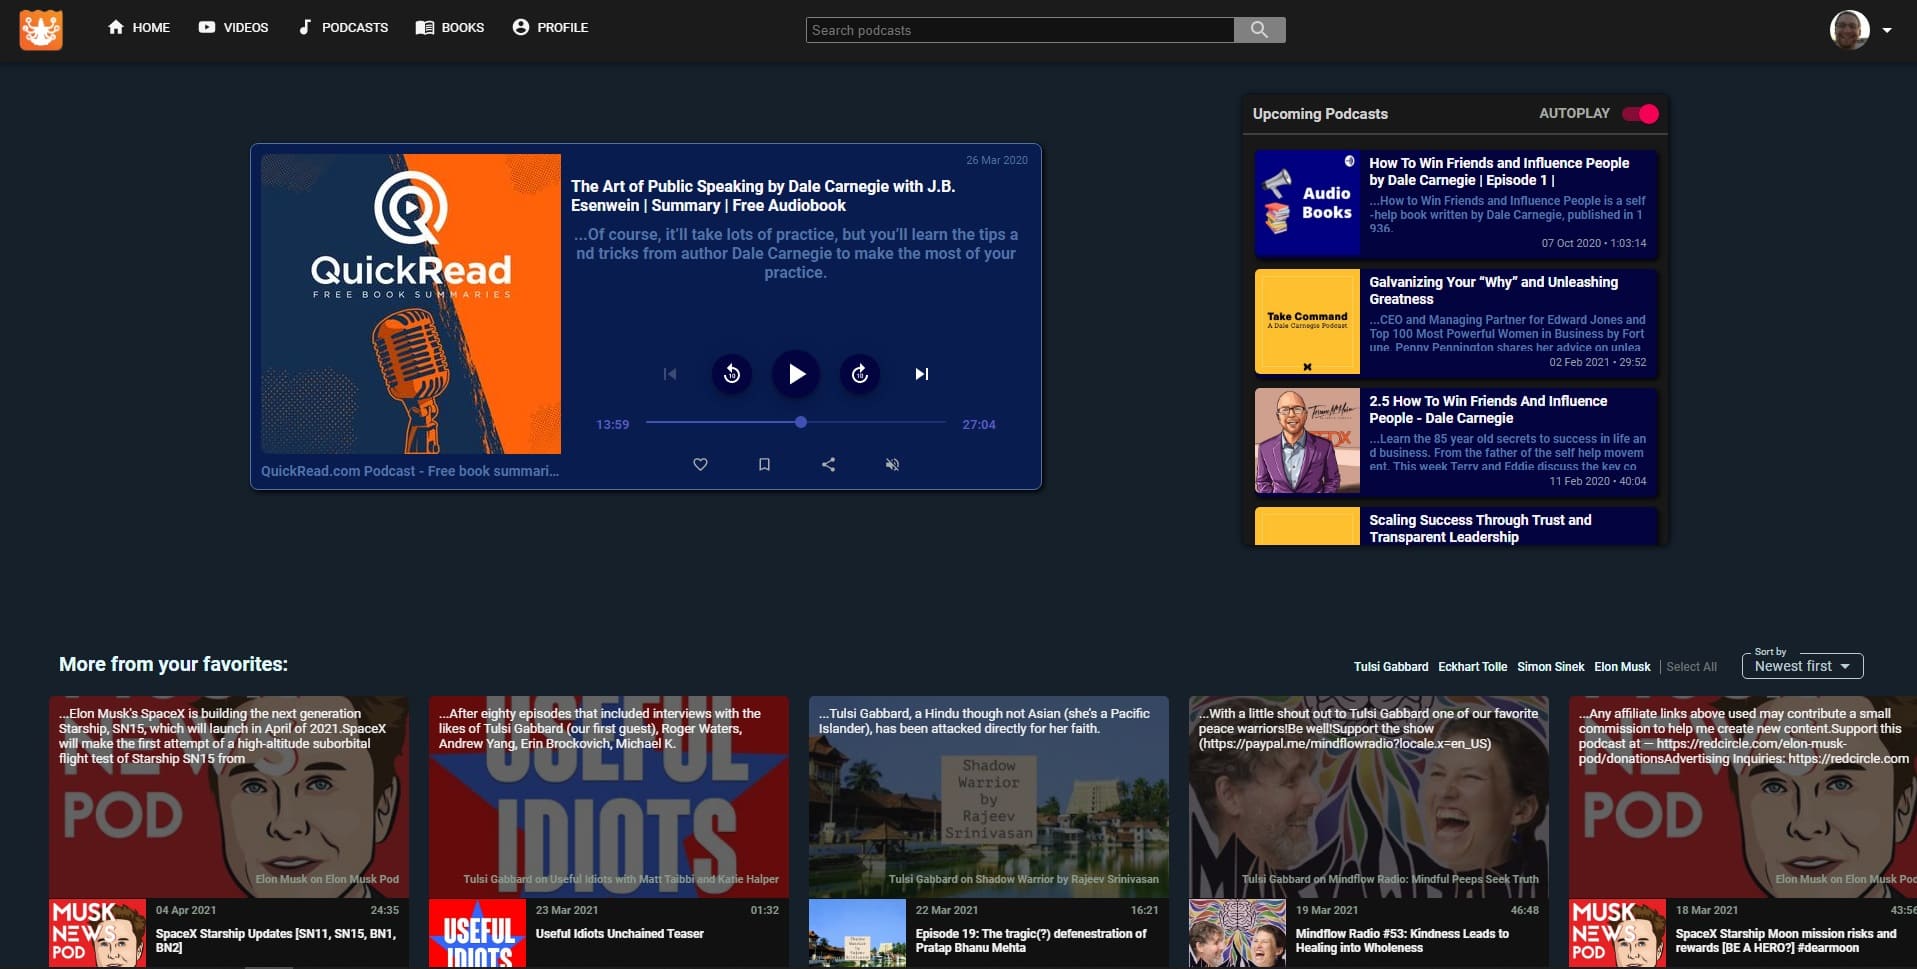 HOME
VIDEOS
PODCASTS
BOOKS
PROFILE
Search podcasts
26 Mar 2020
The Art of Public Speaking by Dale Carnegie with J.B.
Esenwein | Summary | Free Audiobook
...Of course, it'll take lots of practice, but you'll learn the tips a
nd tricks from author Dale Carnegie to make the most of your
practice.
QuickRead
FREE BOOK SUMMARIES
10
10
13:59
27:04
QuickRead.com Podcast - Free book summari...
Upcoming Podcasts
AUTOPLAY
Audio
Books
How To Win Friends and Influence People
by Dale Carnegie | Episode 1 |
...How to Win Friends and Influence People is a self
-help book written by Dale Carnegie, published in 1
936.
07 Oct 2020 • 1:03:14
Take Command
A Dale Carnegie Podcast
Galvanizing Your “Why” and Unleashing
Greatness
...CEO and Managing Partner for Edward Jones and
Top 100 Most Powerful Women in Business by Fort
une, Penny Pennington shares her advice on unlea
02 Feb 2021 • 29:52
2.5 How To Win Friends And Influence
People - Dale Carnegie
...Learn the 85 year old secrets to success in life an
d business. From the father of the self help movem
ent. This week Terry and Eddie discuss the key co
11 Feb 2020 • 40:04
Scaling Success Through Trust and
Transparent Leadership
More from your favorites:
Tulsi Gabbard
Eckhart Tolle
Simon Sinek
Elon Musk
Select All
Sort by
Newest first
...Elon Musk's SpaceX is building the next generation
Starship, SN15, which will launch in April of 2021.SpaceX
will make the first attempt of a high-altitude suborbital
flight test of Starship SN15 from
POD
Elon Musk on Elon Musk Pod
MUSK
NEWS
POD
04 Apr 2021
24:35
SpaceX Starship Updates [SN11, SN15, BN1,
BN2]
...After eighty episodes that included interviews with the
likes of Tulsi Gabbard (our first guest), Roger Waters,
Andrew Yang, Erin Brockovich, Michael K.
USEFUL
IDIOTS
Tulsi Gabbard on Useful Idiots with Matt Taibbi and Katie Halper
USEFUL
IDIOTS
23 Mar 2021
01:32
Useful Idiots Unchained Teaser
...Tulsi Gabbard, a Hindu though not Asian (she's a Pacific
Islander), has been attacked directly for her faith.
Shadow
Warrior
by
Rajeev
Srinivasan
Tulsi Gabbard on Shadow Warrior by Rajeev Srinivasan
22 Mar 2021
16:21
Episode 19: The tragic(?) defenestration of
Pratap Bhanu Mehta
...With a little shout out to Tulsi Gabbard one of our favorite
peace warriors!Be well!Support the show
(https://paypal.me/mindflowradio?locale.x=en_US)
Tulsi Gabbard on Mindflow Radio: Mindful Peeps Seek Truth
19 Mar 2021
46:48
Mindflow Radio #53: Kindness Leads to
Healing into Wholeness
...Any affiliate links above used may contribute a small
commission to help me create new content.Support this
podcast at — https://redcircle.com/elon-musk-
pod/donationsAdvertising Inquiries: https://redcircle.com
POD
Elon Musk on Elon Musk Pod
MUSK
NEWS
POD
18 Mar 2021
43:56
SpaceX Starship Moon mission risks and
rewards [BE A HERO?] #dearmoon